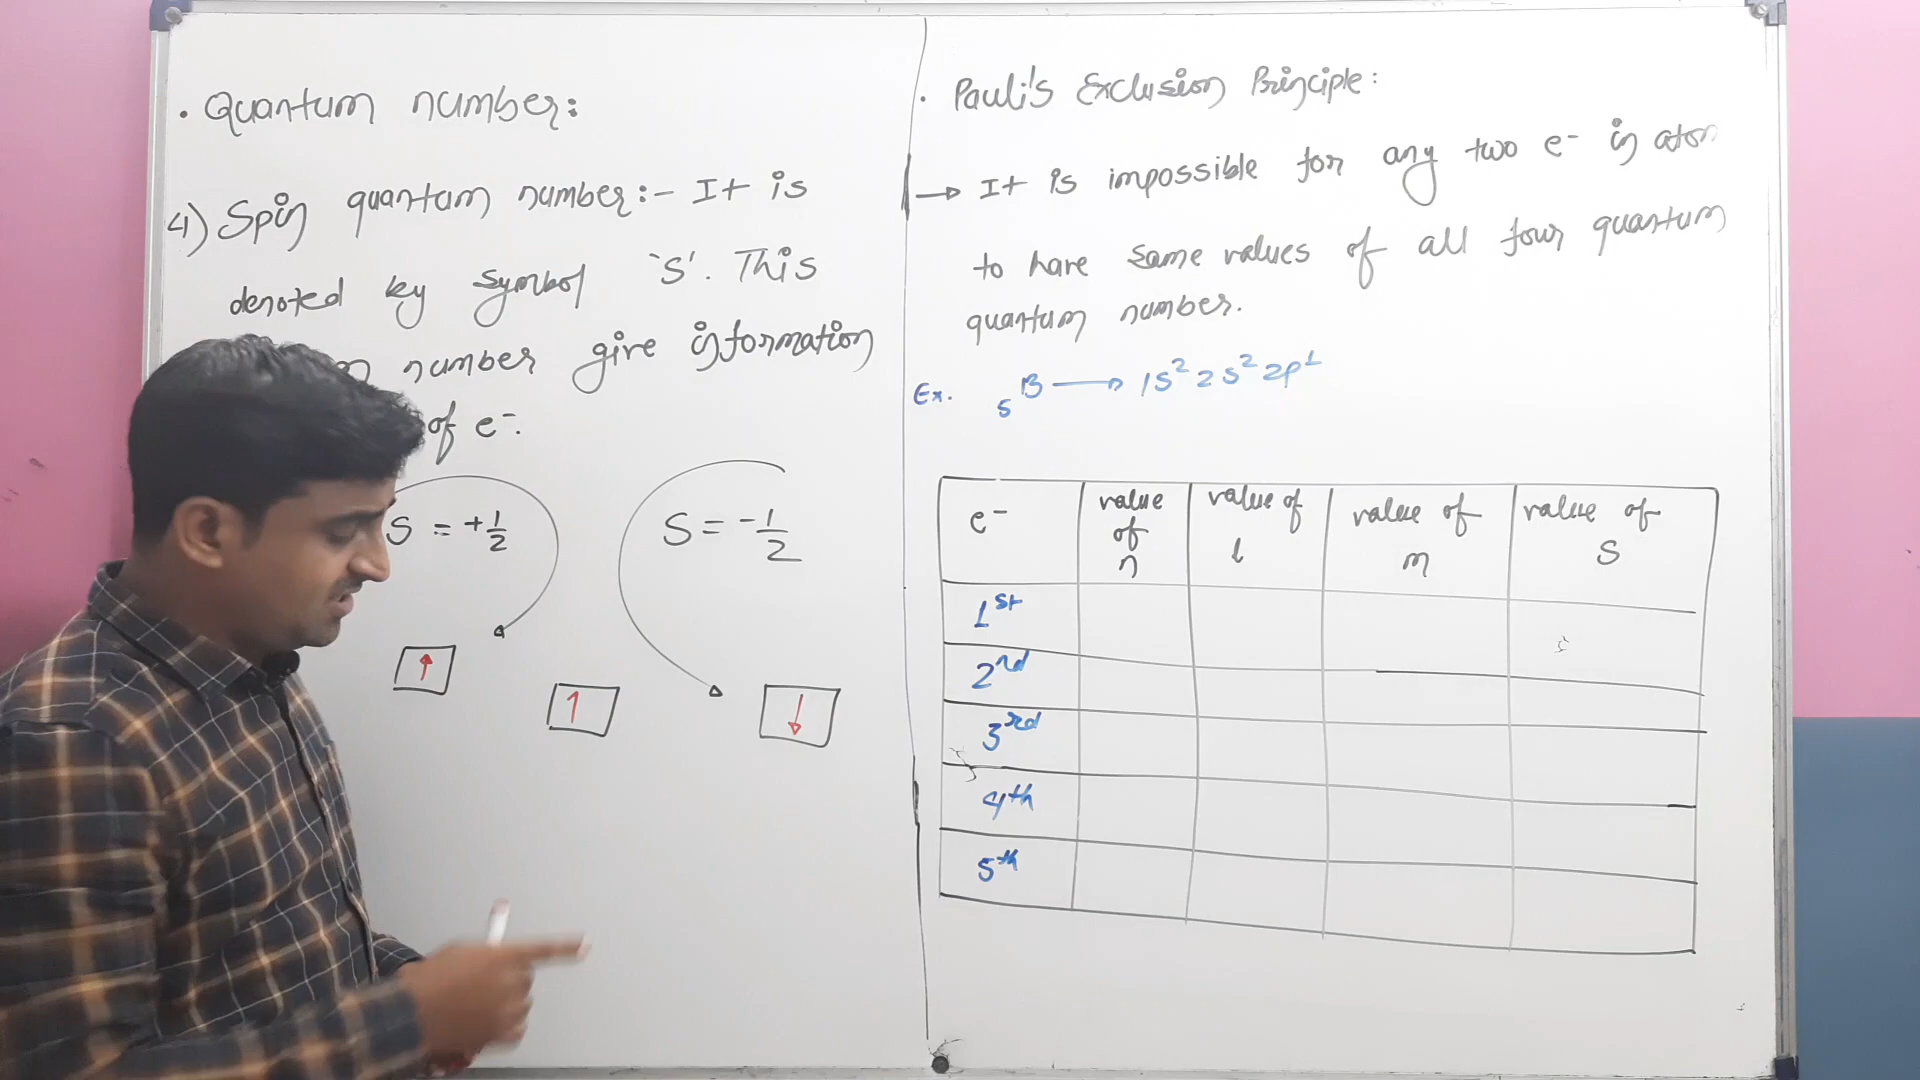 • Quantum number:
4) Spin quantum number:- It is
denoted by symbol `S'. This
number give information
of e⁻.
S = +1/2
S = -1/2
• Pauli's Exclusion Principle:
→ It is impossible for any two e⁻ in atom
to have same values of all four quantum
quantum number.
Ex. ₅B → 1S² 2S² 2P¹
e⁻ value of n value of l value of m value of S
1st
2rd
3rd
4th
5th